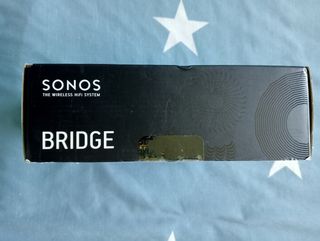 SONOS
THE WIRELESS HiFi SYSTEM
BRIDGE